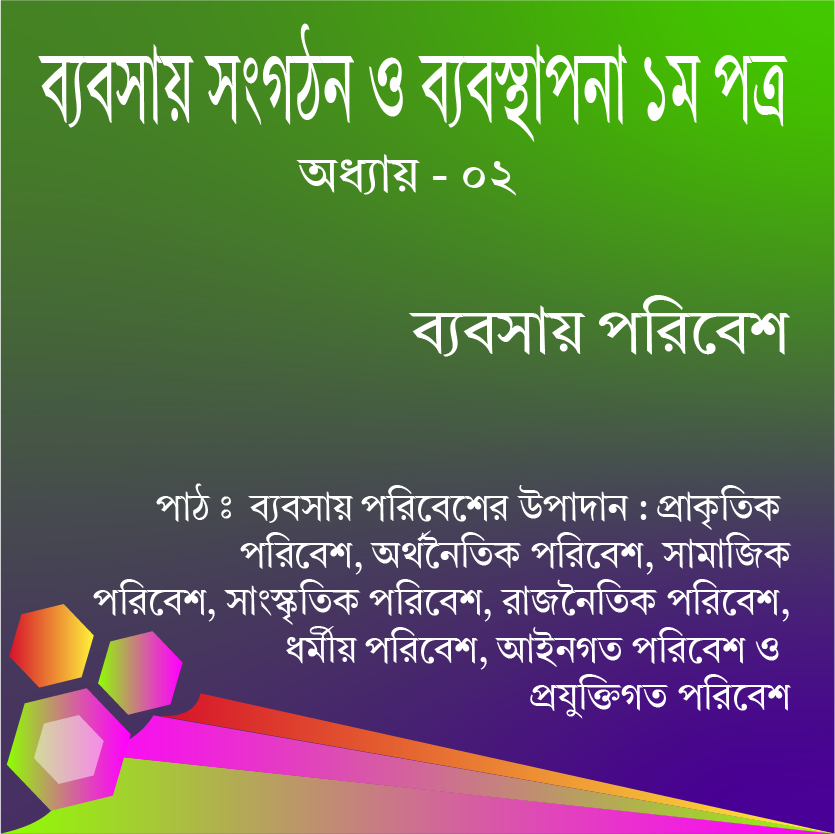 ব্যবসায় সংগঠন ও ব্যবস্থাপনা ১ম পত্র
অধ্যায় - ০২
ব্যবসায় পরিবেশ
পাঠ ঃ ব্যবসায় পরিবেশের উপাদান : প্রাকৃতিক
পরিবেশ, অর্থনৈতিক পরিবেশ, সামাজিক
পরিবেশ, সাংস্কৃতিক পরিবেশ, রাজনৈতিক পরিবেশ,
ধর্মীয় পরিবেশ, আইনগত পরিবেশ ও
প্রযুক্তিগত পরিবেশ